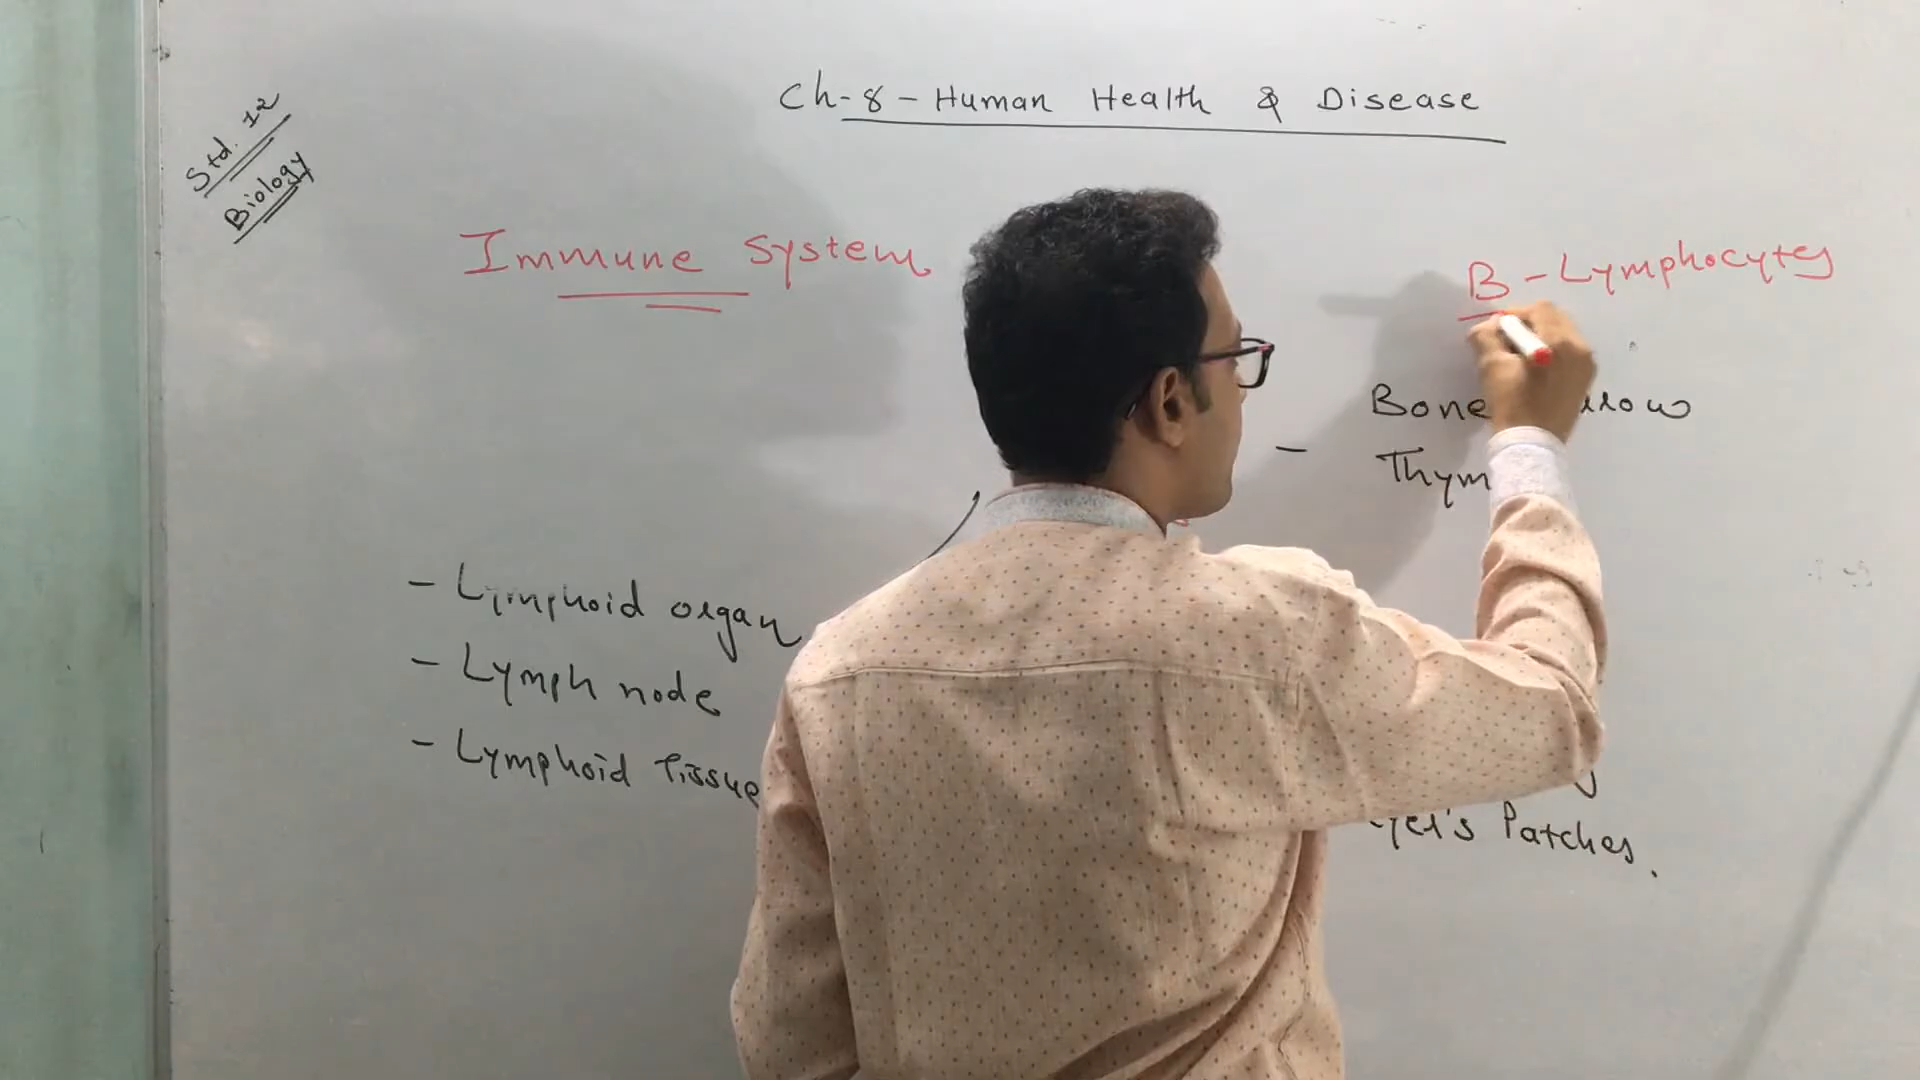 Ch-8 - Human Health & Disease
Std. 12
Biology
Immune System
B - Lymphocytes
Bone
- Thym
- Lymphoid organ
- Lymph node
- Lymphoid Tissue
Patches.